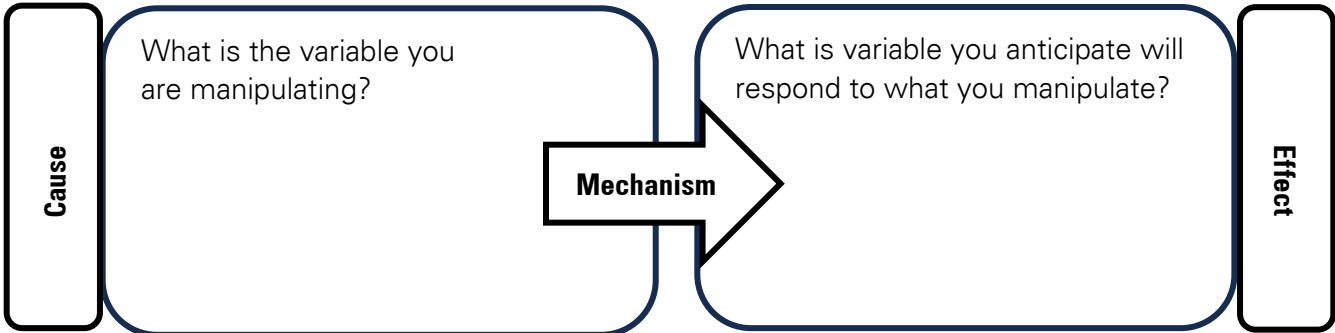 Cause
What is the variable you
are manipulating?
Mechanism
What is variable you anticipate will
respond to what you manipulate?
Effect